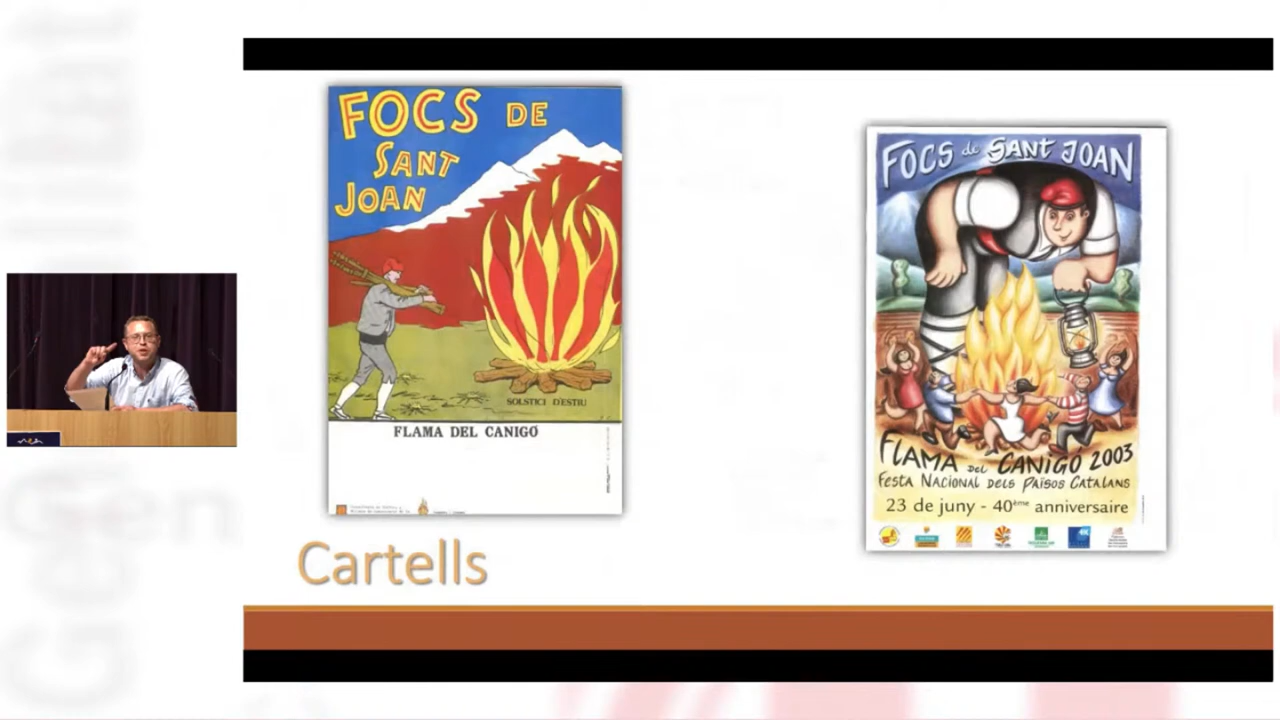 FOCS DE
SANT
JOAN
SOLSTICI D'ESTIU
FLAMA DEL CANIGÓ
FOCS de SANT JOAN
FLAMA DEL CANIGÓ 2003
FESTA NACIONAL DELS PAÏSOS CATALANS
23 de juny - 40ème anniversaire
Cartells